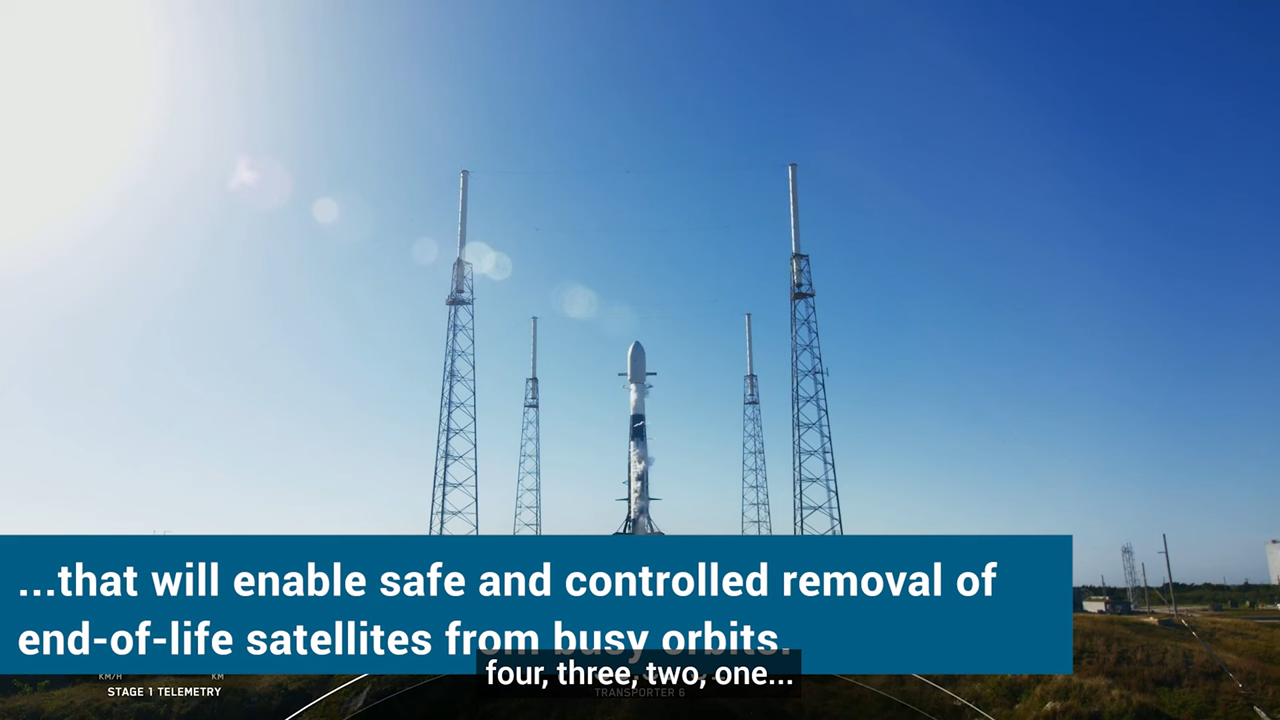 ...that will enable safe and controlled removal of
end-of-life satellites from busy orbits.
four, three, two, one...
KM/H KM
STAGE 1 TELEMETRY
TRANSPORTER 6